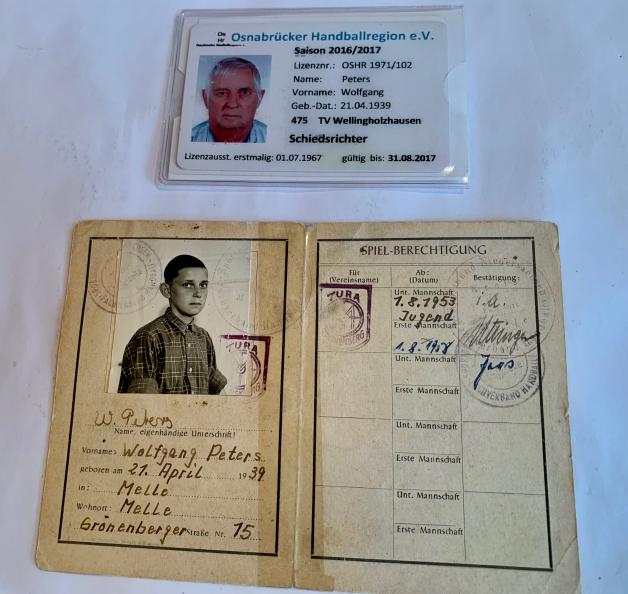 Os
Hr
Osnabrücker Handballregion e.V.
Saison 2016/2017
Lizenznr.: OSHR 1971/102
Name: Peters
Vorname: Wolfgang
Geb.-Dat.: 21.04.1939
475 TV Wellingholzhausen
Schiedsrichter
Lizenzausst. erstmalig: 01.07.1967 gültig bis: 31.08.2017
TURA
W. Peters
Name, eigenhändige Unterschrift!
Vorname: Wolfgang Peters
geboren am 21. April 1939
in: Melle
Wohnort: Melle
Grönenberger Straße Nr. 15
SPIEL-BERECHTIGUNG
Für (Vereinsname) Ab: (Datum) Bestätigung:
TURA
Unt. Mannschaft
1.8.1953 i.A.
Jugend
Erste Mannschaft
1.8.1958
Unt. Mannschaft
Erste Mannschaft
Unt. Mannschaft
Erste Mannschaft
Unt. Mannschaft
Erste Mannschaft